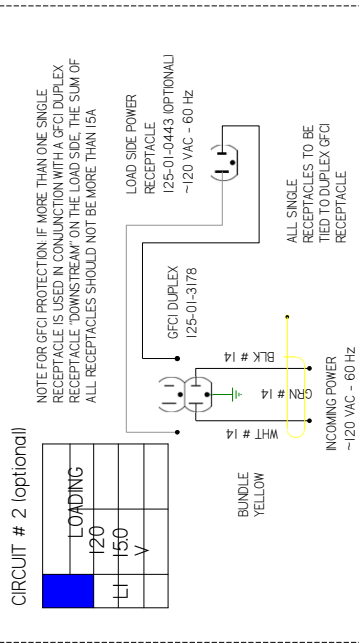 CIRCUIT # 2 (optional)
LOADING
120
L1 15.0
V
NOTE FOR GFCI PROTECTION: IF MORE THAN ONE SINGLE
RECEPTACLE IS USED IN CONJUNCTION WITH A GFCI DUPLEX
RECEPTACLE "DOWNSTREAM" ON THE LOAD SIDE, THE SUM OF
ALL RECEPTACLES SHOULD NOT BE MORE THAN 15A
LOAD SIDE POWER
RECEPTACLE
125-01-0443 (OPTIONAL)
~120 VAC - 60 Hz
GFCI DUPLEX
125-01-3178
BUNDLE
YELLOW
WHT # 14
GRN # 14
BLK # 14
INCOMING POWER
~120 VAC - 60 Hz
ALL SINGLE
RECEPTACLES TO BE
TIED TO DUPLEX GFCI
RECEPTACLE